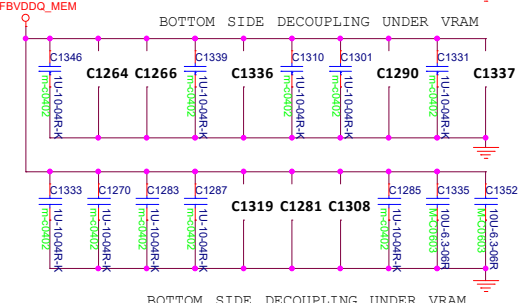 FBVDDQ_MEM
BOTTOM SIDE DECOUPLING UNDER VRAM
C1346 C1264 C1266 C1339 C1336 C1310 C1301 C1290 C1331 C1337
1U-10-04R-K 1U-10-04R-K 1U-10-04R-K 1U-10-04R-K 1U-10-04R-K
m-c0402 m-c0402 m-c0402 m-c0402 m-c0402
C1333 C1270 C1283 C1287 C1319 C1281 C1308 C1285 C1335 C1352
1U-10-04R-K 1U-10-04R-K 1U-10-04R-K 1U-10-04R-K 1U-10-04R-K 10U-6.3-06R 10U-6.3-06R
m-c0402 m-c0402 m-c0402 m-c0402 m-c0402 M-C0603 M-C0603
BOTTOM SIDE DECOUPLING UNDER VRAM